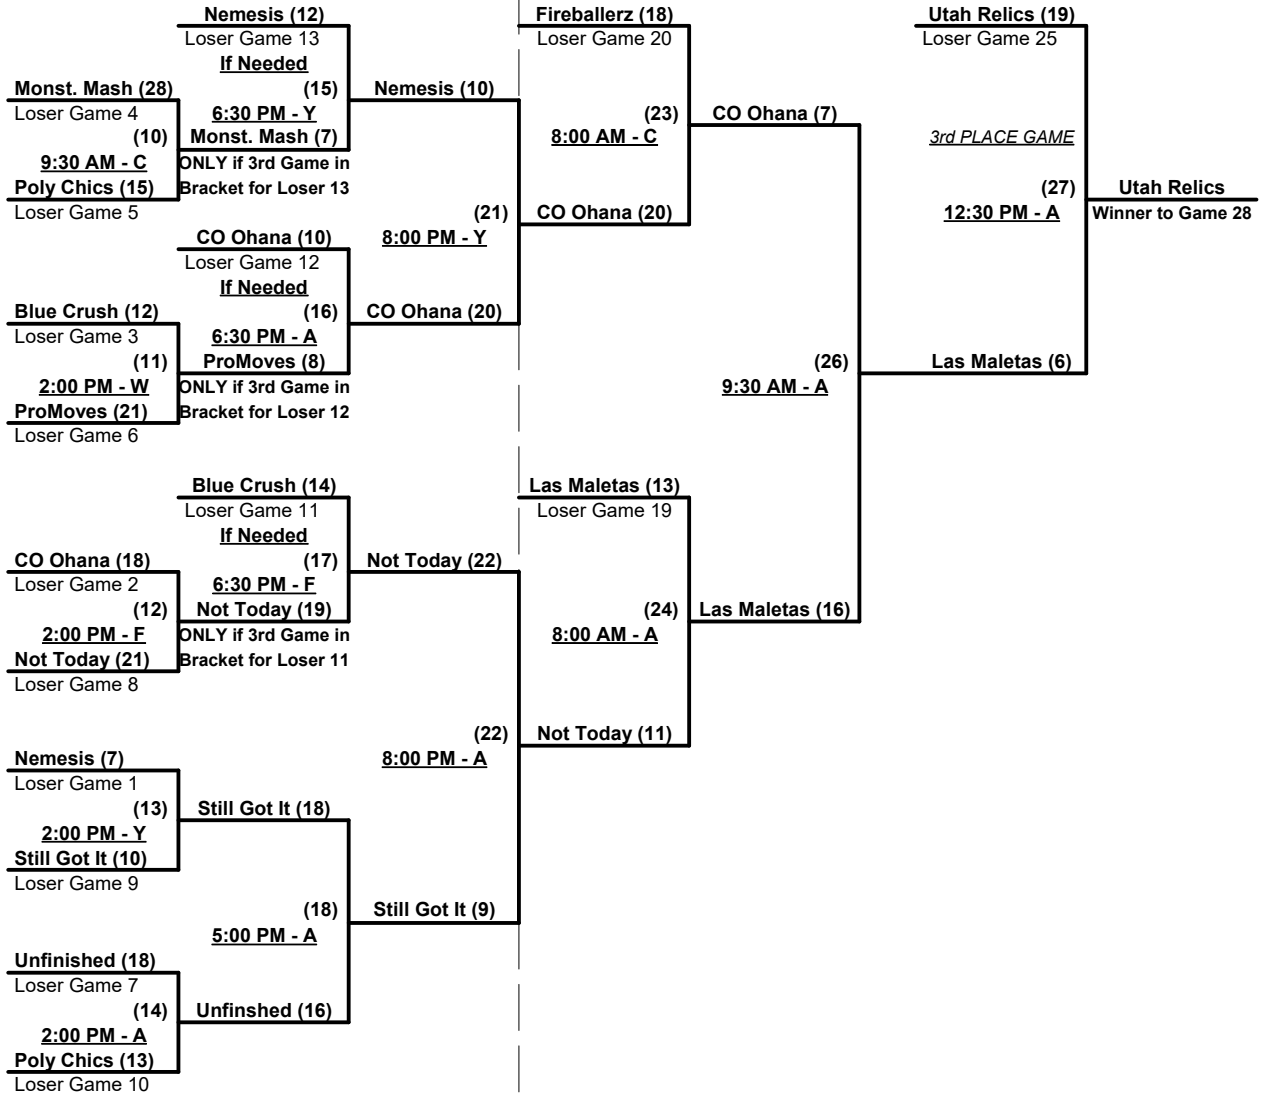 Nemesis (12)
Loser Game 13
If Needed
(15)
6:30 PM - Y
Monst. Mash (7)
ONLY if 3rd Game in
Bracket for Loser 13
Monst. Mash (28)
Loser Game 4
(10)
9:30 AM - C
Poly Chics (15)
Loser Game 5
CO Ohana (10)
Loser Game 12
If Needed
(16)
6:30 PM - A
ProMoves (8)
ONLY if 3rd Game in
Bracket for Loser 12
Blue Crush (12)
Loser Game 3
(11)
2:00 PM - W
ProMoves (21)
Loser Game 6
Blue Crush (14)
Loser Game 11
If Needed
(17)
6:30 PM - F
Not Today (19)
ONLY if 3rd Game in
Bracket for Loser 11
CO Ohana (18)
Loser Game 2
(12)
2:00 PM - F
Not Today (21)
Loser Game 8
Nemesis (7)
Loser Game 1
(13)
2:00 PM - Y
Still Got It (10)
Loser Game 9
Still Got It (18)
(18)
5:00 PM - A
Unfinished (18)
Loser Game 7
(14)
2:00 PM - A
Poly Chics (13)
Loser Game 10
Unfinshed (16)
Nemesis (10)
(21)
8:00 PM - Y
CO Ohana (20)
Not Today (22)
(22)
8:00 PM - A
Still Got It (9)
Fireballerz (18)
Loser Game 20
(23)
8:00 AM - C
CO Ohana (20)
Las Maletas (13)
Loser Game 19
(24)
8:00 AM - A
Not Today (11)
CO Ohana (7)
(26)
9:30 AM - A
Las Maletas (16)
Utah Relics (19)
Loser Game 25
3rd PLACE GAME
(27)
12:30 PM - A
Las Maletas (6)
Utah Relics
Winner to Game 28